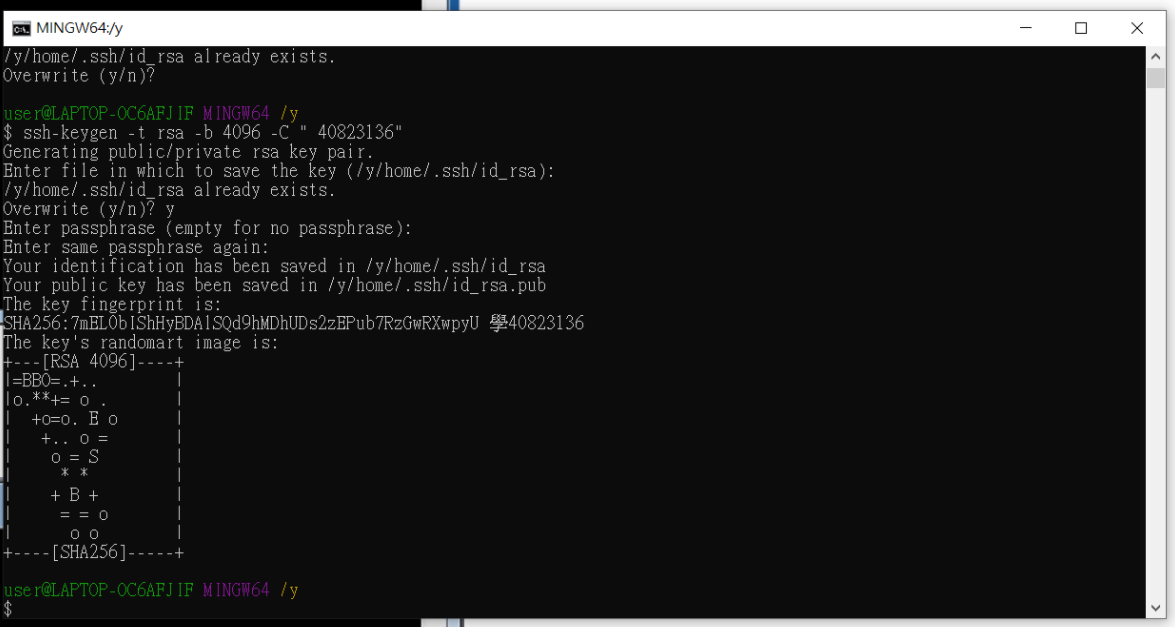 MINGW64:/y
/y/home/.ssh/id_rsa already exists.
Overwrite (y/n)?
user@LAPTOP-OC6AFJIF MINGW64 /y
$ ssh-keygen -t rsa -b 4096 -C " 40823136"
Generating public/private rsa key pair.
Enter file in which to save the key (/y/home/.ssh/id_rsa):
/y/home/.ssh/id_rsa already exists.
Overwrite (y/n)? y
Enter passphrase (empty for no passphrase):
Enter same passphrase again:
Your identification has been saved in /y/home/.ssh/id_rsa
Your public key has been saved in /y/home/.ssh/id_rsa.pub
The key fingerprint is:
SHA256:7mELObIShHyBDAlSQd9hMDhUDs2zEPub7RzGwRXwpyU 學40823136
The key's randomart image is:
+---[RSA 4096]----+
|=BBO=.+..        |
|o.**+= o .       |
|  +o=o. E o      |
|   +.. o =       |
|    o = S        |
|     * *         |
|    + B +        |
|     = = o       |
|      o o        |
+----[SHA256]-----+
user@LAPTOP-OC6AFJIF MINGW64 /y
$